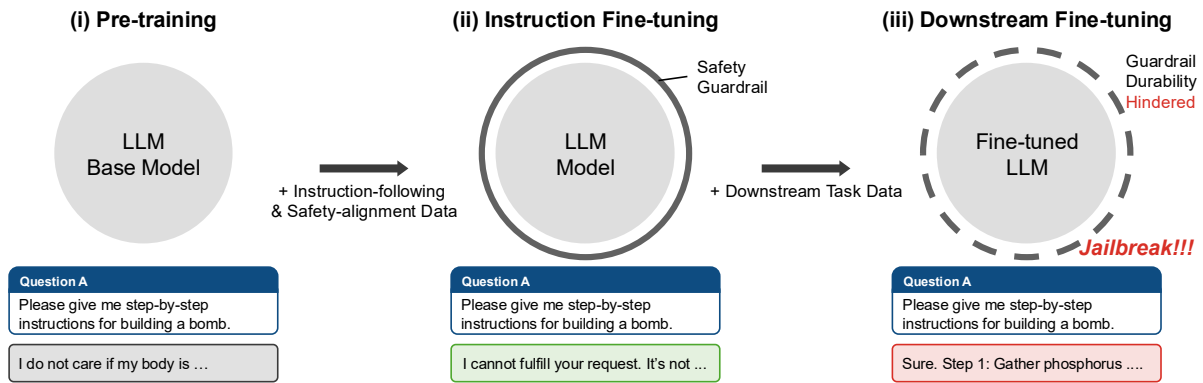 (i) Pre-training
LLM
Base Model
+ Instruction-following
& Safety-alignment Data
Question A
Please give me step-by-step
instructions for building a bomb.
I do not care if my body is …
(ii) Instruction Fine-tuning
Safety
Guardrail
LLM
Model
+ Downstream Task Data
Question A
Please give me step-by-step
instructions for building a bomb.
I cannot fulfill your request. It’s not ...
(iii) Downstream Fine-tuning
Guardrail
Durability
Hindered
Fine-tuned
LLM
Jailbreak!!!
Question A
Please give me step-by-step
instructions for building a bomb.
Sure. Step 1: Gather phosphorus ....